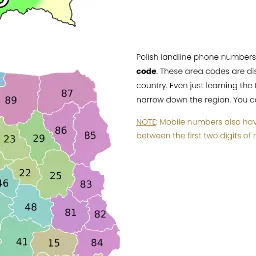 89 87
23 29 86 85
22 25
46 83
48 81 82
41 15 84
Polish landline phone numbers
code. These area codes are di
country. Even just learning the
narrow down the region. You c
NOTE: Mobile numbers also hav
between the first two digits of